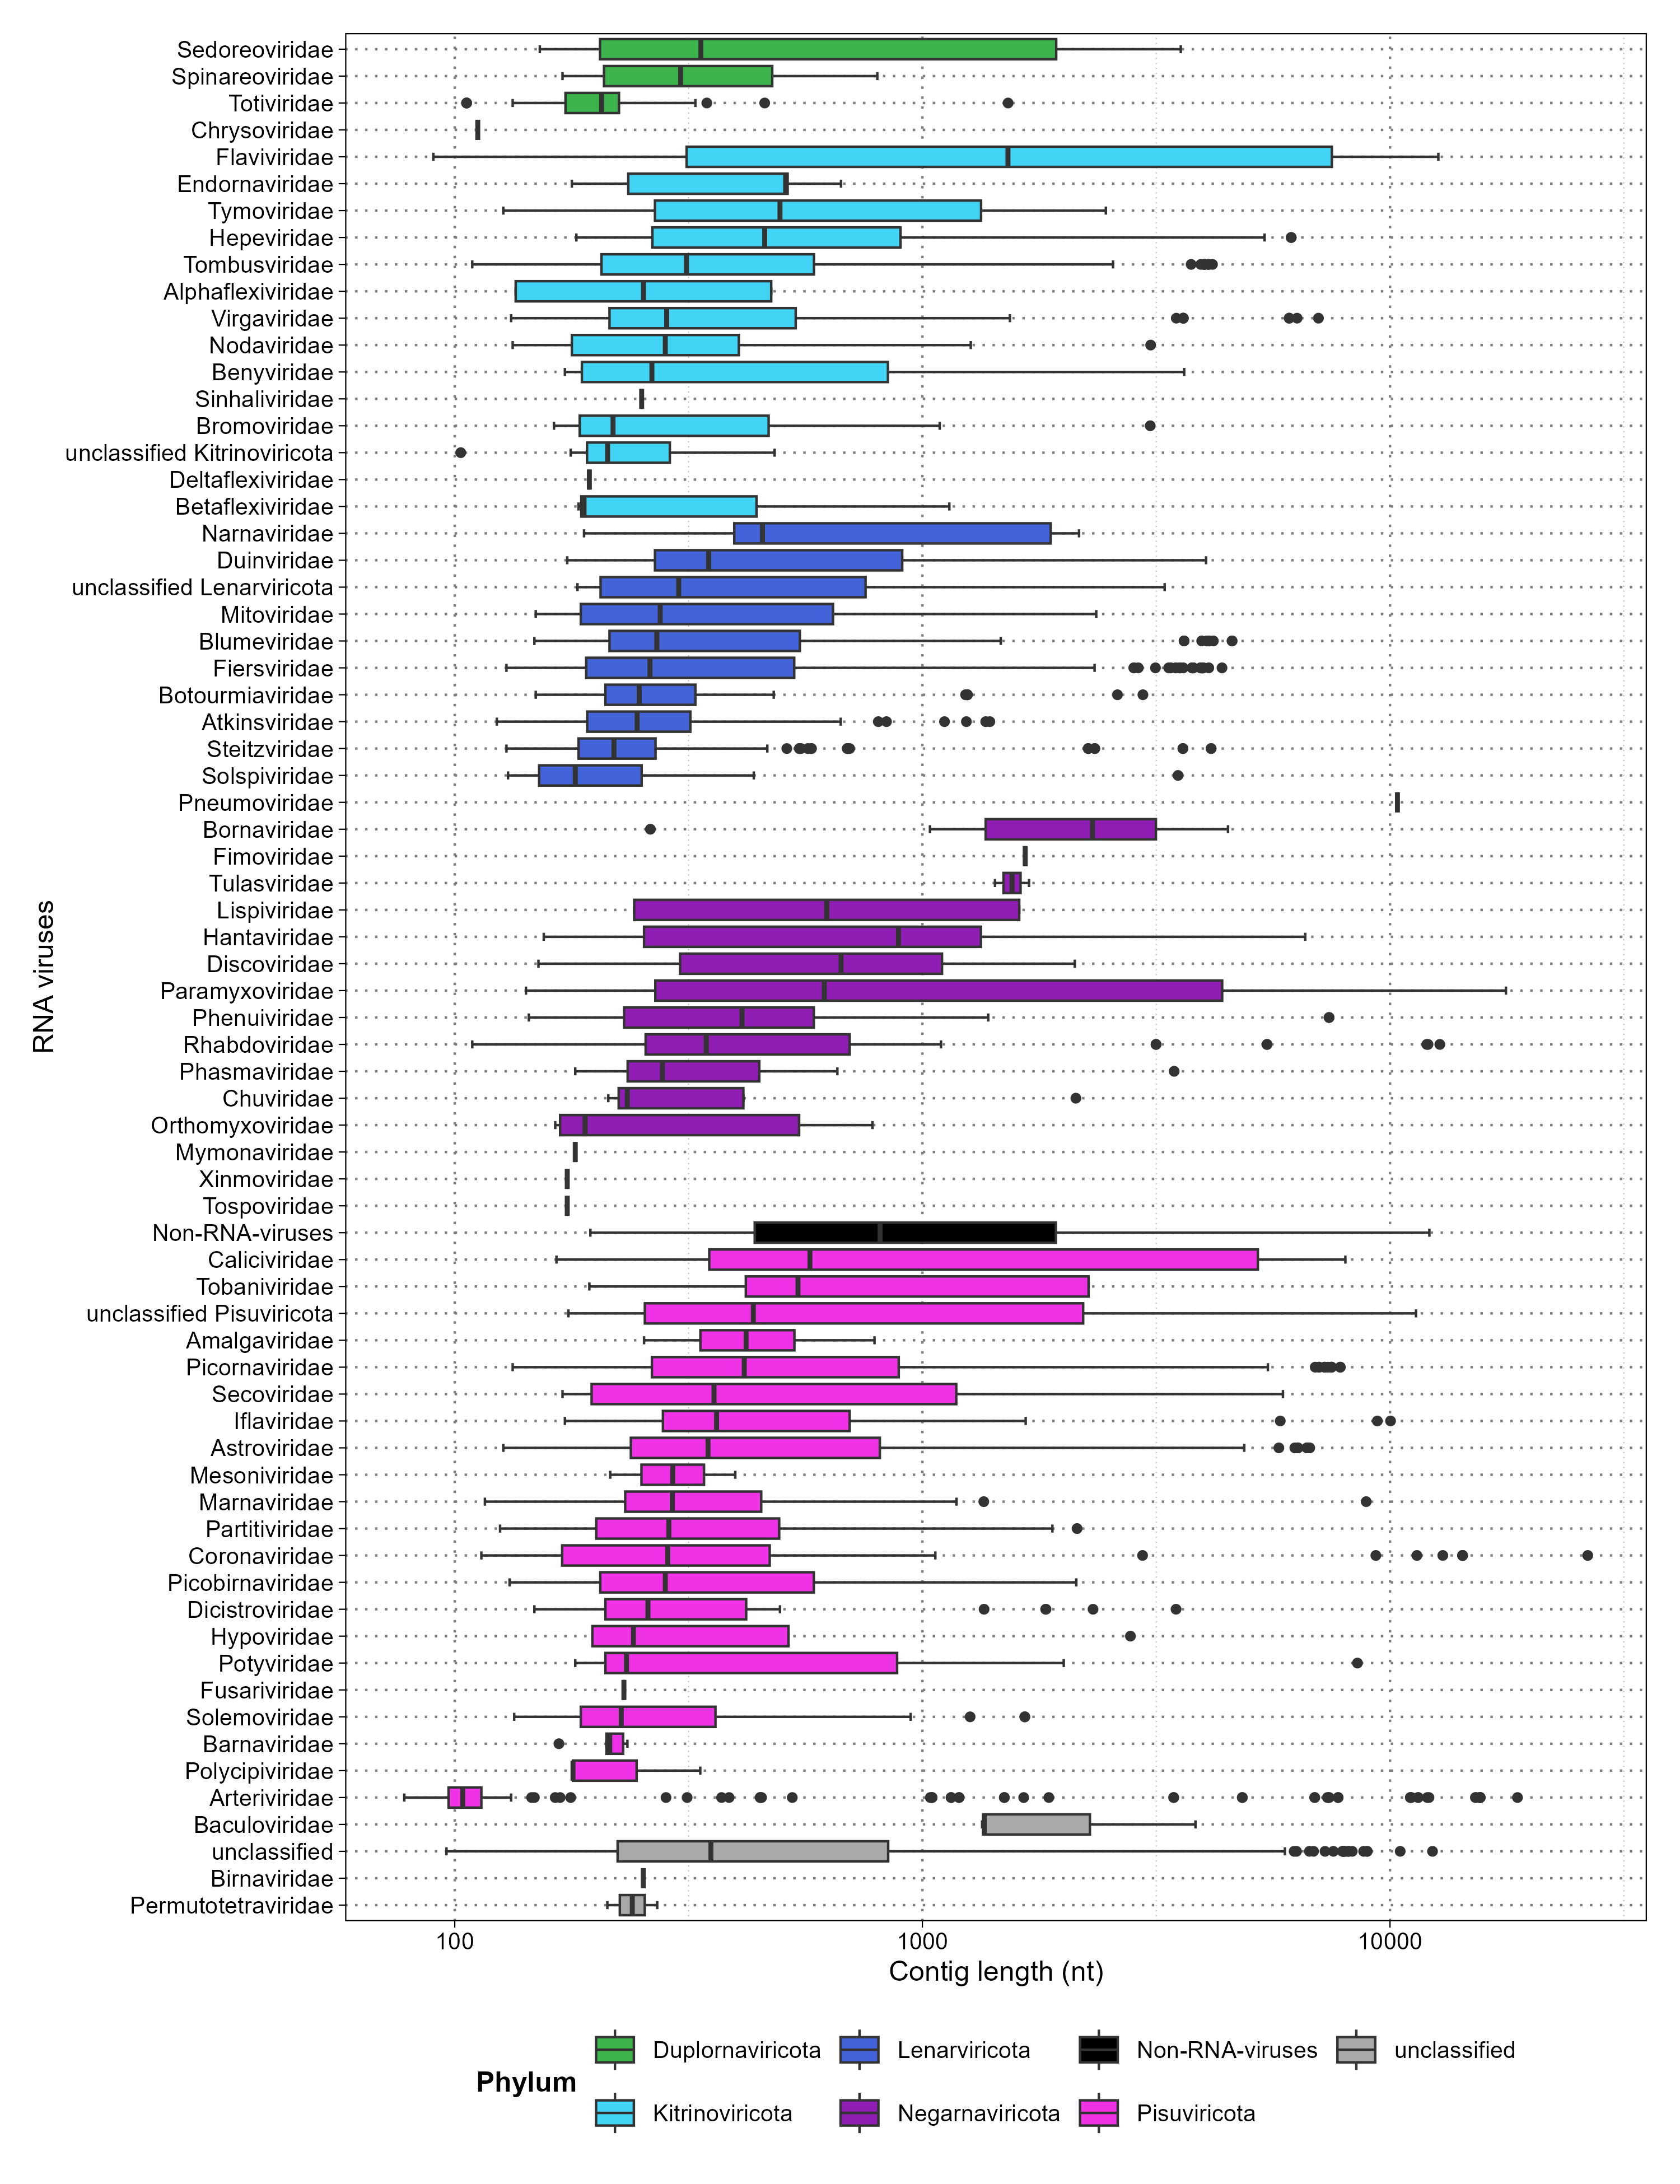 Sedoreoviridae
Spinareoviridae
Totiviridae
Chrysoviridae
Flaviviridae
Endornaviridae
Tymoviridae
Hepeviridae
Tombusviridae
Alphaflexiviridae
Virgaviridae
Nodaviridae
Benyviridae
Sinhaliviridae
Bromoviridae
unclassified Kitrinoviricota
Deltaflexiviridae
Betaflexiviridae
Narnaviridae
Duinviridae
unclassified Lenarviricota
Mitoviridae
Blumeviridae
Fiersviridae
Botourmiaviridae
Atkinsviridae
Steitzviridae
Solspiviridae
Pneumoviridae
Bornaviridae
Fimoviridae
Tulasviridae
Lispiviridae
Hantaviridae
Discoviridae
Paramyxoviridae
Phenuiviridae
Rhabdoviridae
Phasmaviridae
Chuviridae
Orthomyxoviridae
Mymonaviridae
Xinmoviridae
Tospoviridae
Non-RNA-viruses
Caliciviridae
Tobaniviridae
unclassified Pisuviricota
Amalgaviridae
Picornaviridae
Secoviridae
Iflaviridae
Astroviridae
Mesoniviridae
Marnaviridae
Partitiviridae
Coronaviridae
Picobirnaviridae
Dicistroviridae
Hypoviridae
Potyviridae
Fusariviridae
Solemoviridae
Barnaviridae
Polycipiviridae
Arteriviridae
Baculoviridae
unclassified
Birnaviridae
Permutotetraviridae
RNA viruses
100 1000 10000
Contig length (nt)
Phylum
Duplornaviricota Lenarviricota Non-RNA-viruses unclassified
Kitrinoviricota Negarnaviricota Pisuviricota